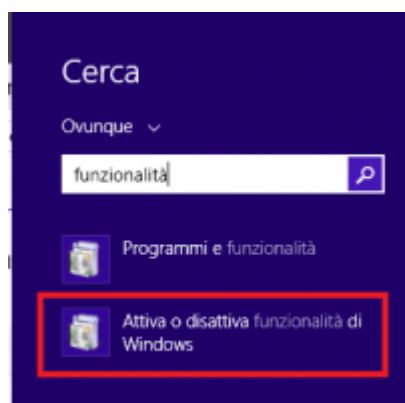 Cerca
Ovunque
funzionalità
Programmi e funzionalità
Attiva o disattiva funzionalità di
Windows